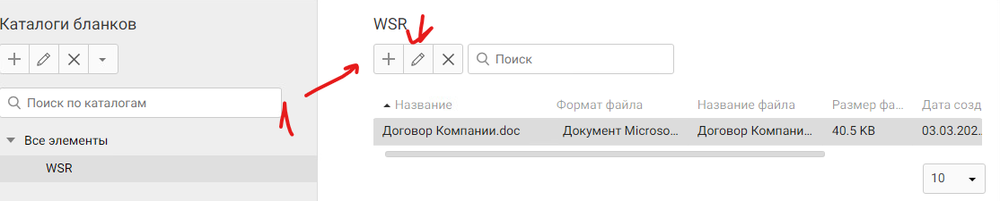 Каталоги бланков
Поиск по каталогам
Все элементы
WSR
WSR
Поиск
Название Формат файла Название файла Размер фа... Дата созд
Договор Компании.doc Документ Microso... Договор Компани... 40.5 KB 03.03.202...
10